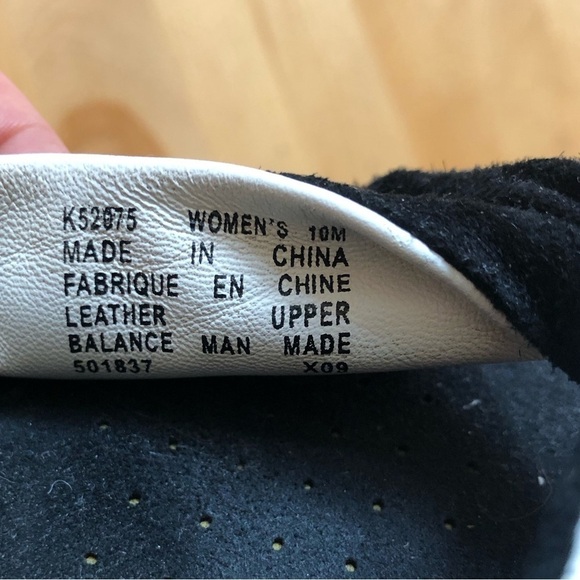 K52075 WOMEN'S 10M
MADE IN CHINA
FABRIQUE EN CHINE
LEATHER UPPER
BALANCE MAN MADE
501837 X09